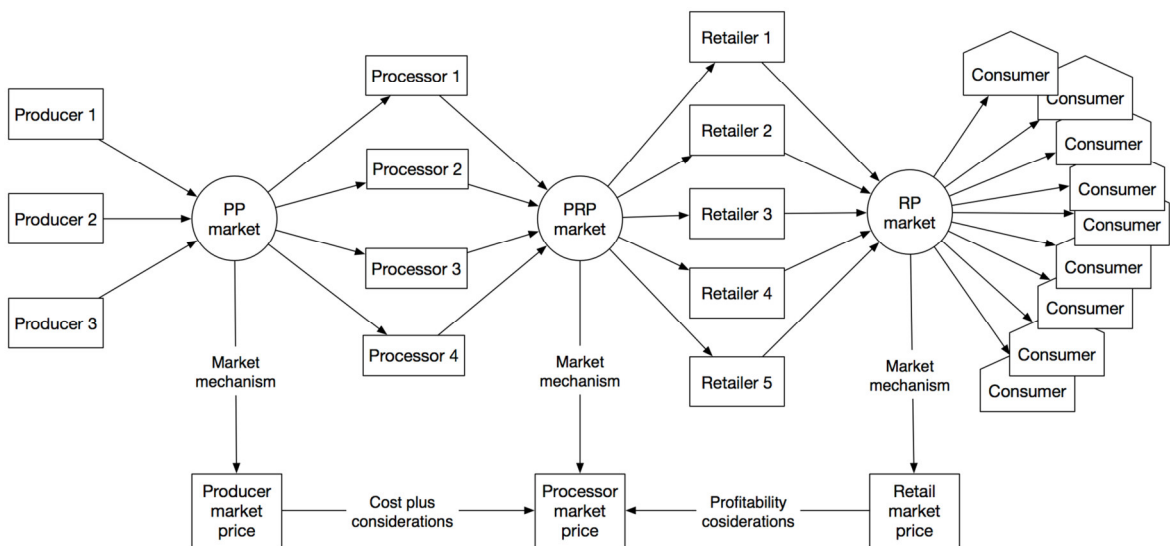 Producer 1
Producer 2
Producer 3
PP
market
Processor 1
Processor 2
Processor 3
Processor 4
PRP
market
Retailer 1
Retailer 2
Retailer 3
Retailer 4
Retailer 5
RP
market
Consumer
Consumer
Consumer
Consumer
Consumer
Consumer
Consumer
Consumer
Consumer
Market
mechanism
Market
mechanism
Market
mechanism
Producer
market
price
Cost plus
considerations
Processor
market
price
Profitability
cosiderations
Retail
market
price